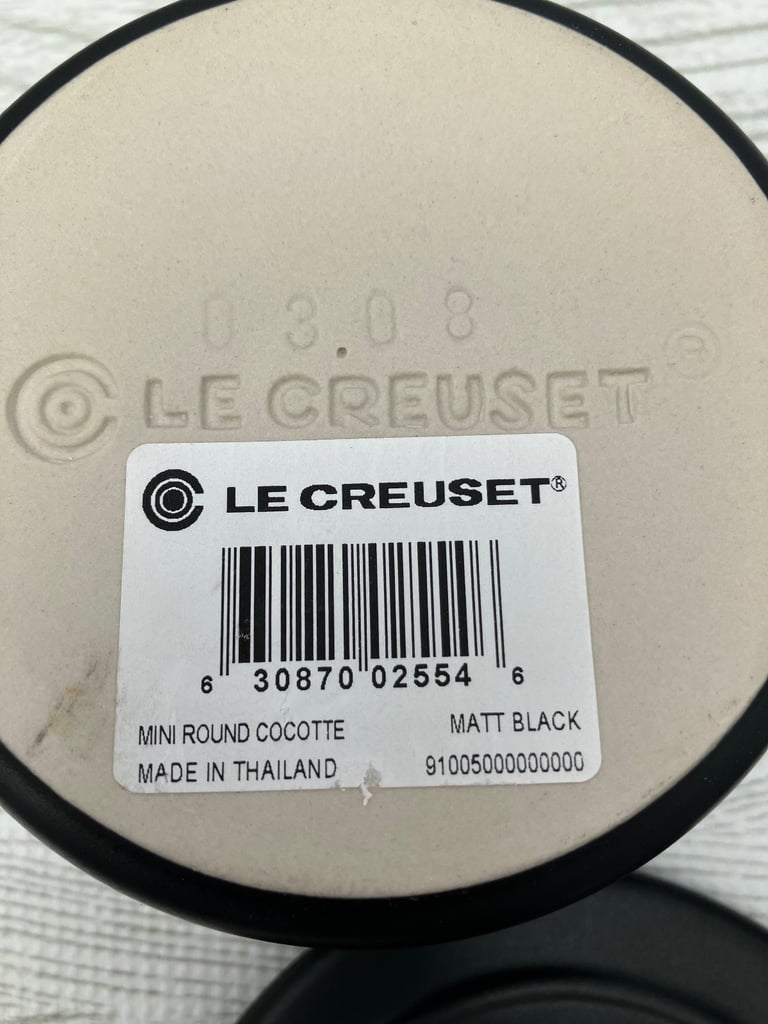 0308
LE CREUSET®
LE CREUSET®
6 30870 02554 6
MINI ROUND COCOTTE MATT BLACK
MADE IN THAILAND 91005000000000